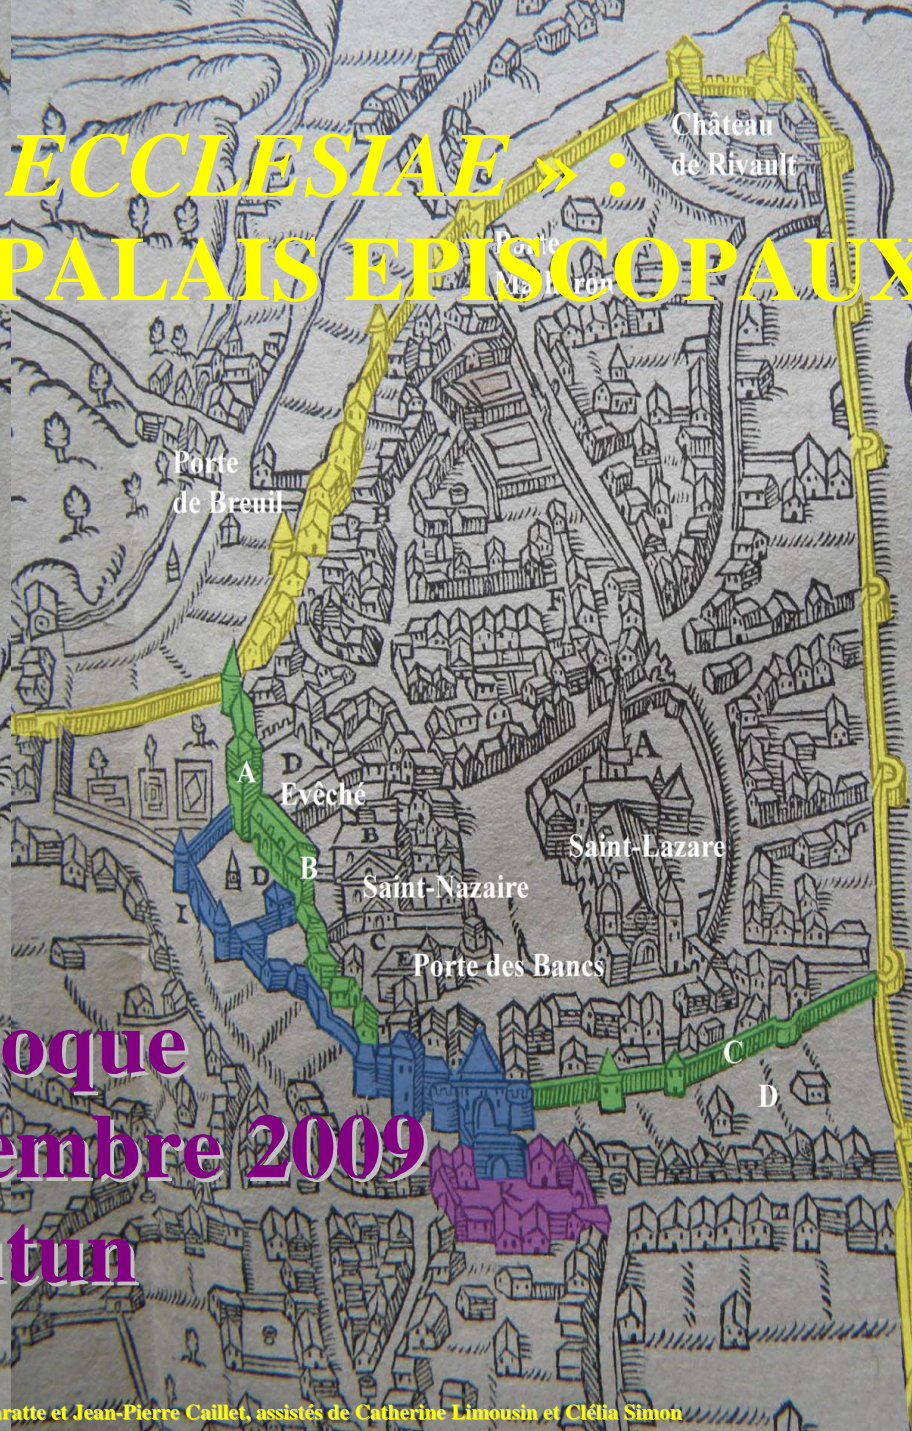 ECCLESIAE » :
PALAIS EPISCOPAUX
Château
de Rivault
Porte
Porte
de Breuil
A
D
A
Evêché
B
B
D
Saint-Lazare
Saint-Nazaire
I
C
E
Porte des Bancs
F
oque
C
D
embre 2009
K
tun
aratte et Jean-Pierre Caillet, assistés de Catherine Limousin et Clélia Simon